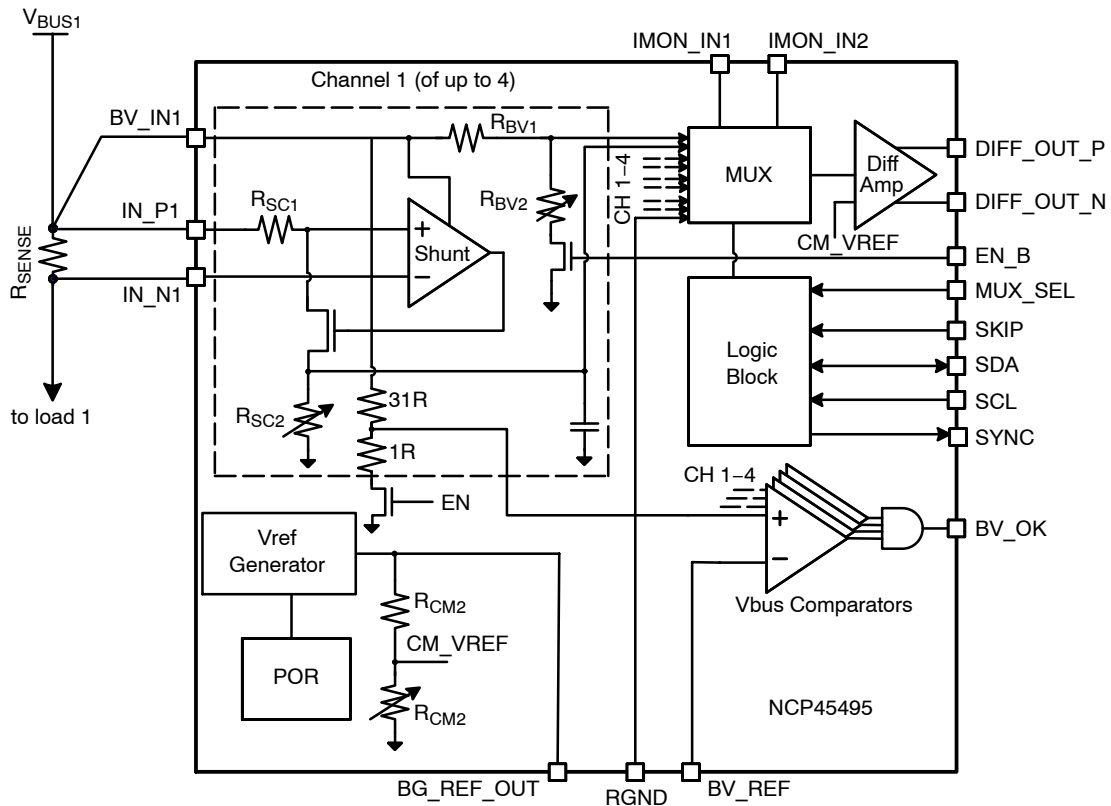 VBUS1
IMON_IN1
IMON_IN2
Channel 1 (of up to 4)
BV_IN1
RBV1
DIFF_OUT_P
MUX
Diff
Amp
CH 1–4
IN_P1
RSC1
RBV2
DIFF_OUT_N
Shunt
+
−
CM_VREF
EN_B
RSENSE
IN_N1
MUX_SEL
SKIP
Logic
Block
SDA
31R
SCL
to load 1
RSC2
SYNC
1R
CH 1–4
EN
+
−
BV_OK
Vref
Generator
Vbus Comparators
RCM2
CM_VREF
POR
RCM2
NCP45495
BG_REF_OUT
RGND
BV_REF